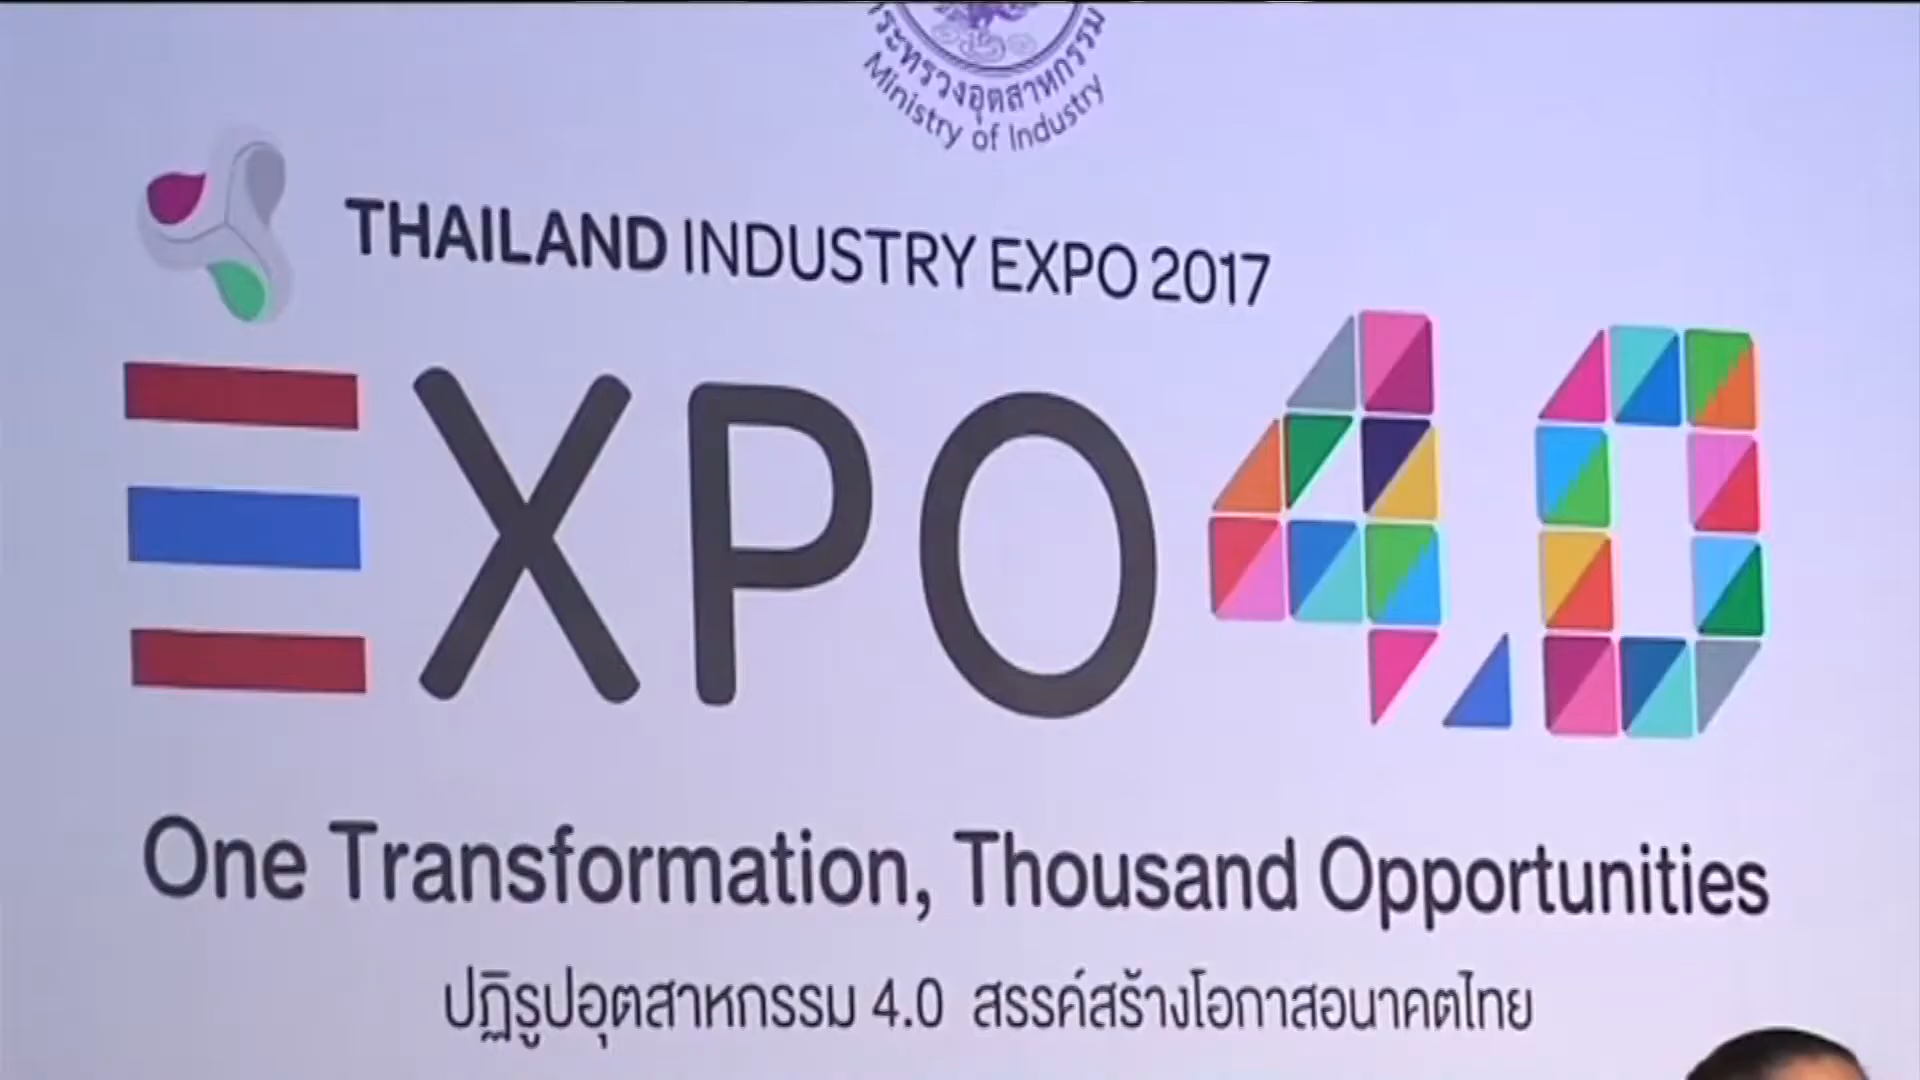 กระทรวงอุตสาหกรรม
Ministry of Industry
THAILAND INDUSTRY EXPO 2017
EXPO 4.0
One Transformation, Thousand Opportunities
ปฏิรูปอุตสาหกรรม 4.0 สรรค์สร้างโอกาสอนาคตไทย